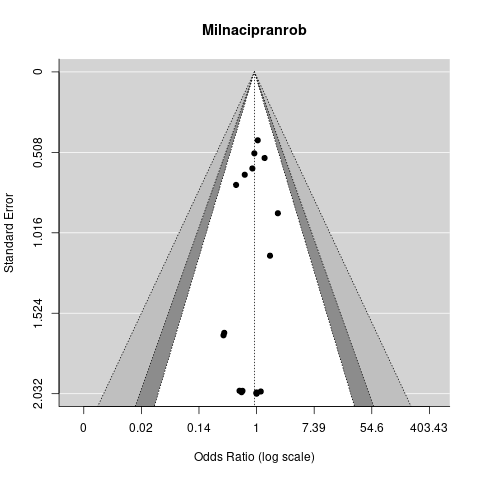 Milnacipranrob
Standard Error
0
0.508
1.016
1.524
2.032
0 0.02 0.14 1 7.39 54.6 403.43
Odds Ratio (log scale)